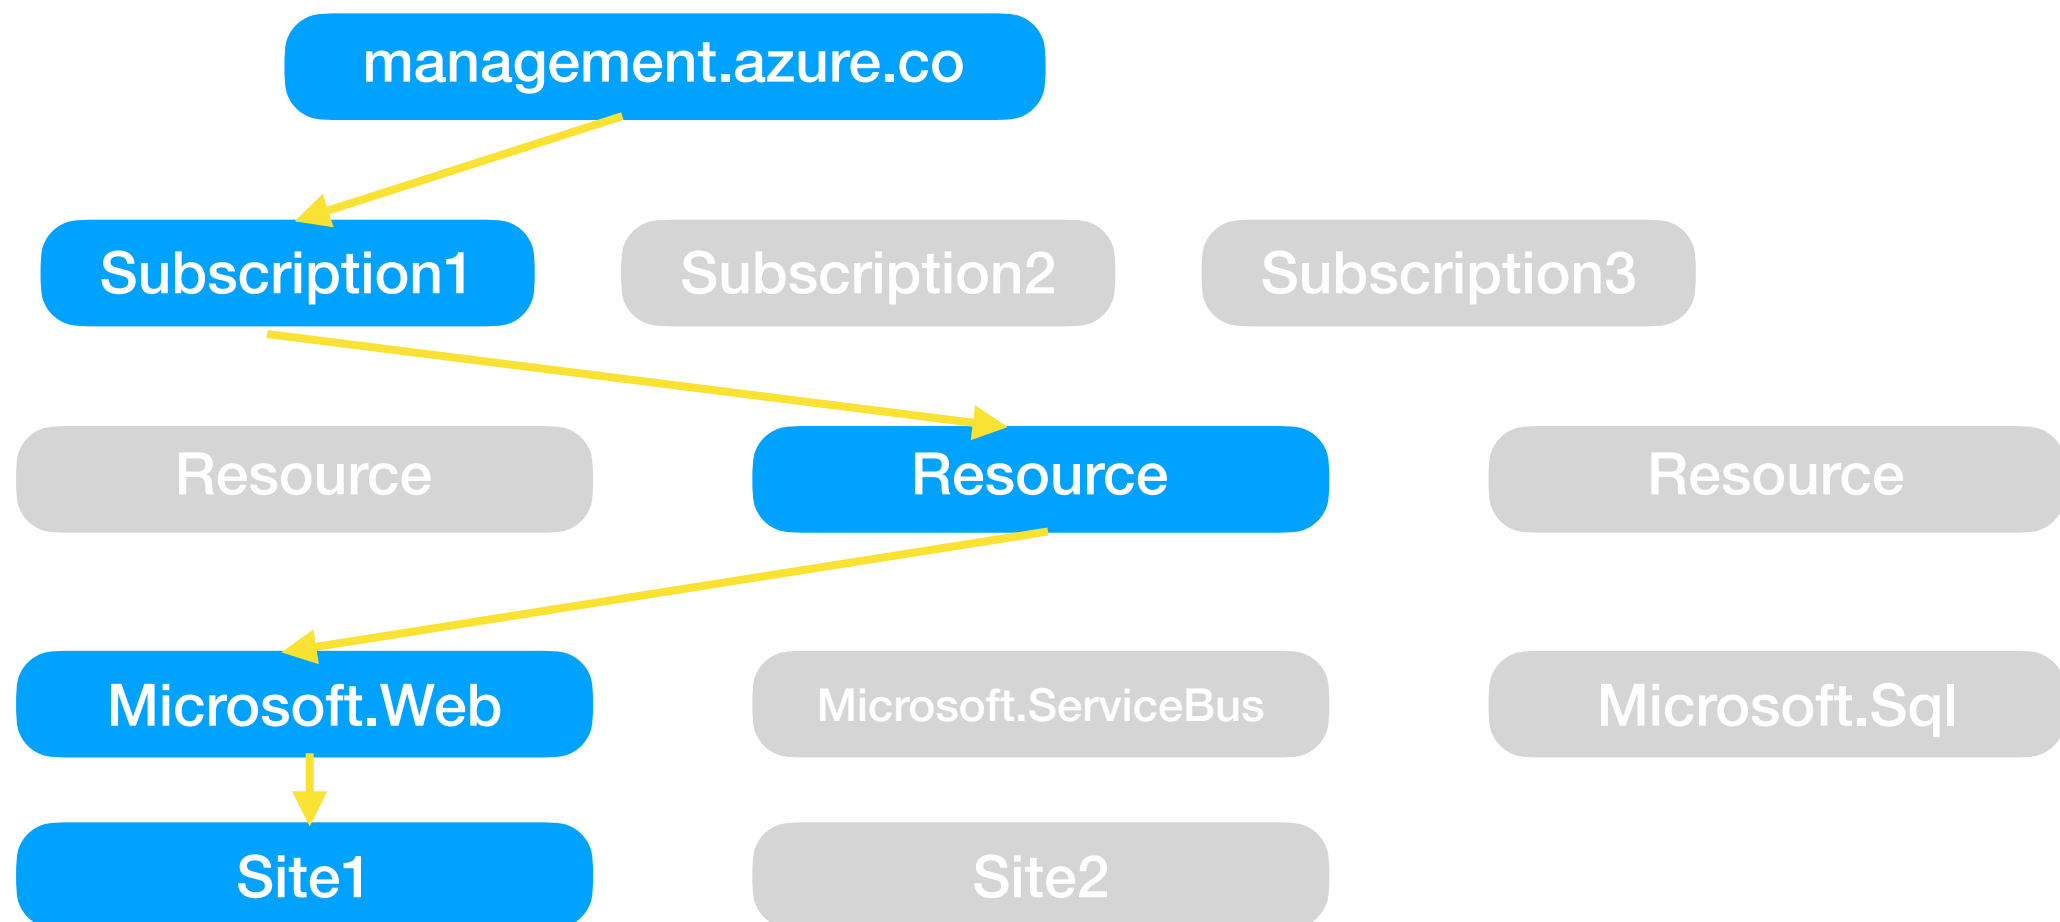 management.azure.co
Subscription1
Subscription2
Subscription3
Resource
Resource
Resource
Microsoft.Web
Microsoft.ServiceBus
Microsoft.Sql
Site1
Site2